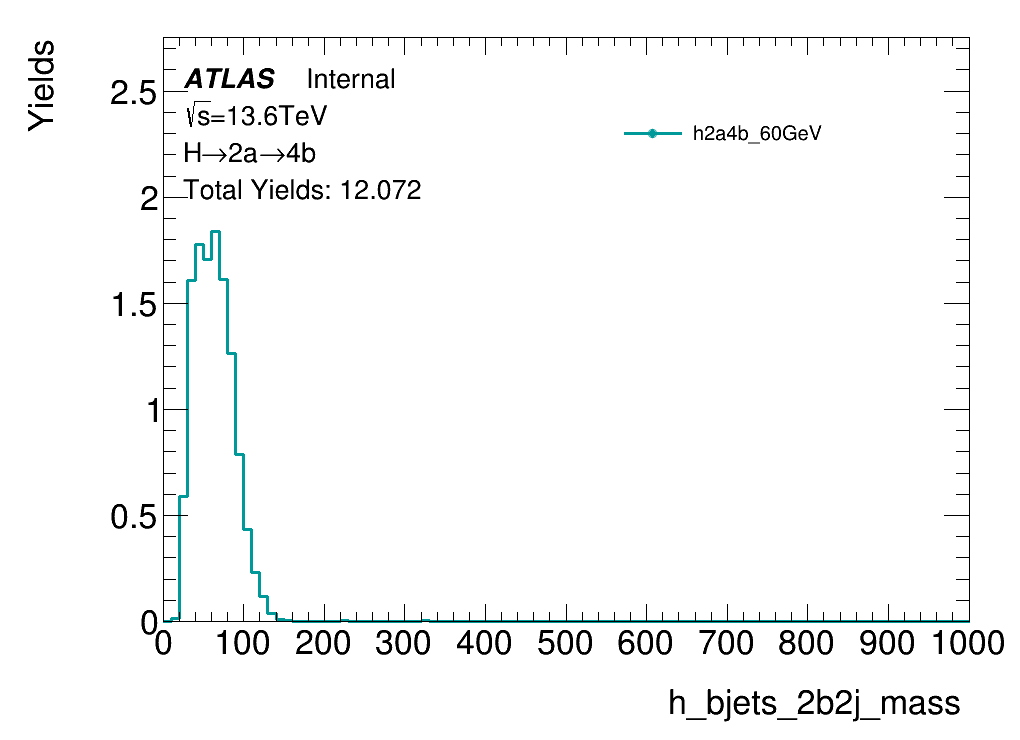 Yields
ATLAS Internal
√s=13.6TeV
H→2a→4b
Total Yields: 12.072
h2a4b_60GeV
2.5
2
1.5
1
0.5
0
0 100 200 300 400 500 600 700 800 900 1000
h_bjets_2b2j_mass